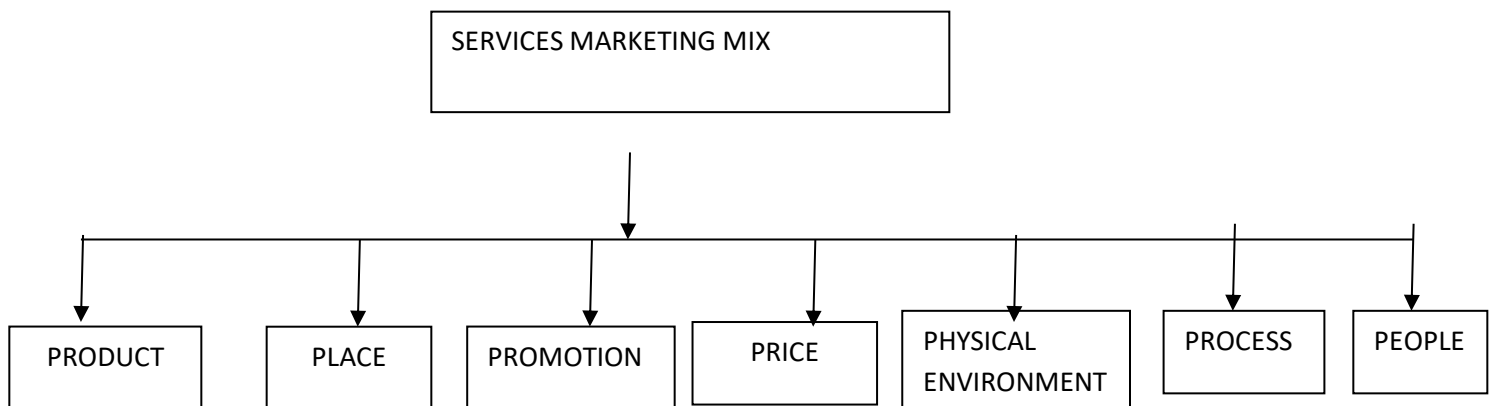 SERVICES MARKETING MIX
PRODUCT
PLACE
PROMOTION
PRICE
PHYSICAL
ENVIRONMENT
PROCESS
PEOPLE